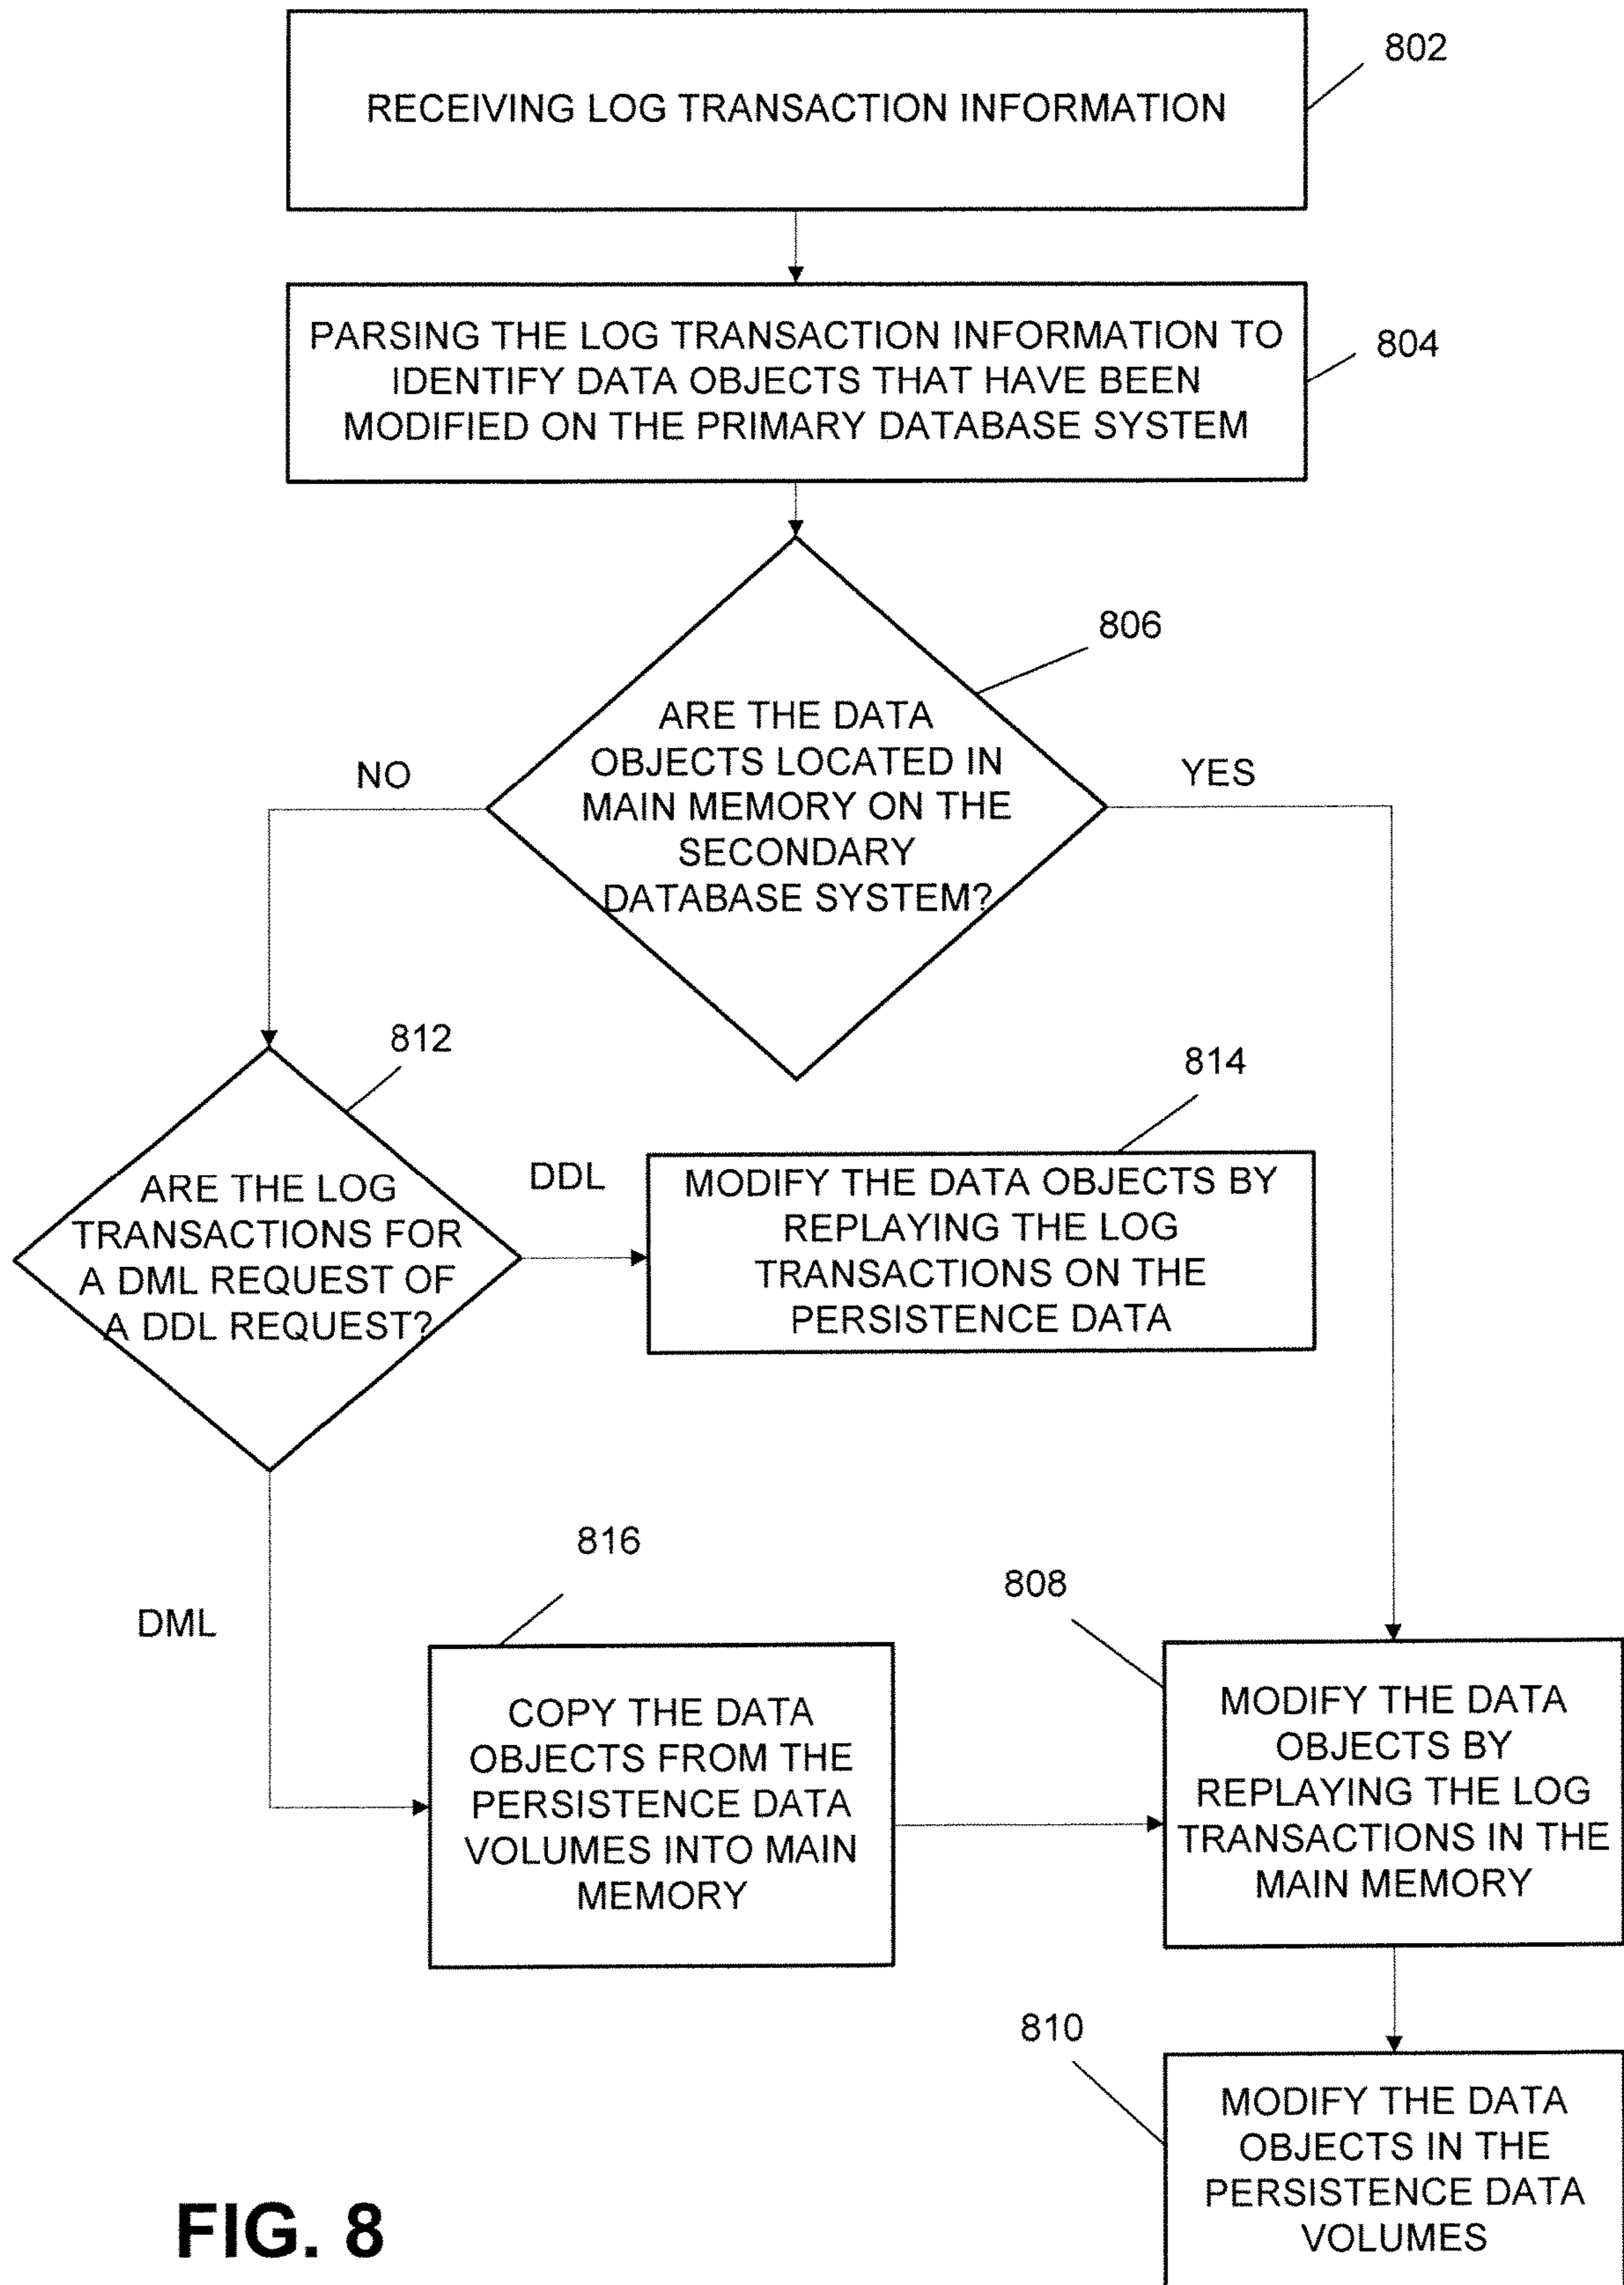 RECEIVING LOG TRANSACTION INFORMATION
802
PARSING THE LOG TRANSACTION INFORMATION TO
IDENTIFY DATA OBJECTS THAT HAVE BEEN
MODIFIED ON THE PRIMARY DATABASE SYSTEM
804
806
ARE THE DATA
OBJECTS LOCATED IN
MAIN MEMORY ON THE
SECONDARY
DATABASE SYSTEM?
NO
YES
812
ARE THE LOG
TRANSACTIONS FOR
A DML REQUEST OF
A DDL REQUEST?
DDL
814
MODIFY THE DATA OBJECTS BY
REPLAYING THE LOG
TRANSACTIONS ON THE
PERSISTENCE DATA
DML
816
COPY THE DATA
OBJECTS FROM THE
PERSISTENCE DATA
VOLUMES INTO MAIN
MEMORY
808
MODIFY THE DATA
OBJECTS BY
REPLAYING THE LOG
TRANSACTIONS IN THE
MAIN MEMORY
810
MODIFY THE DATA
OBJECTS IN THE
PERSISTENCE DATA
VOLUMES
FIG. 8